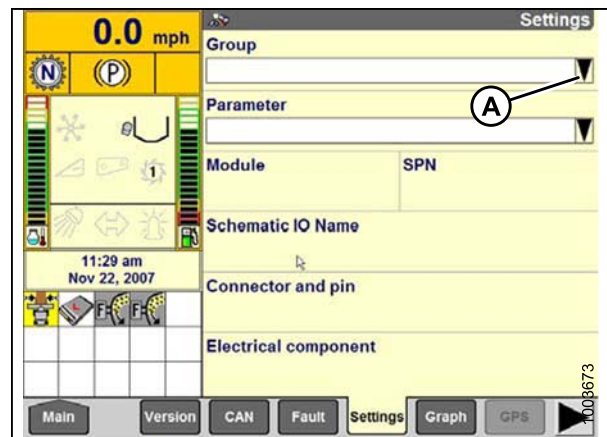 0.0 mph
N
(P)
1
11:29 am
Nov 22, 2007
F
F
Settings
Group
A
Parameter
Module
SPN
Schematic IO Name
Connector and pin
Electrical component
Main
Version
CAN
Fault
Settings
Graph
GPS
1003673